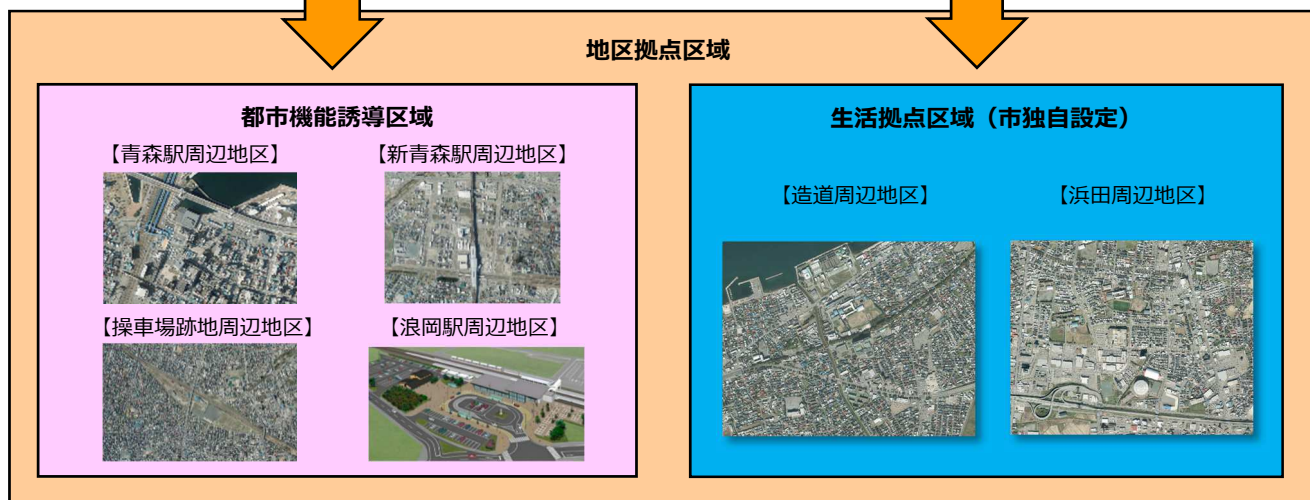 地区拠点区域
都市機能誘導区域
【青森駅周辺地区】
【新青森駅周辺地区】
【操車場跡地周辺地区】
【浪岡駅周辺地区】
生活拠点区域（市独自設定）
【造道周辺地区】
【浜田周辺地区】